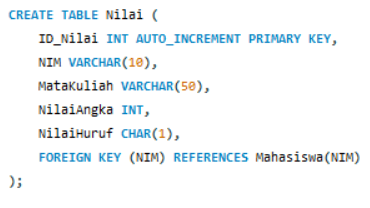 CREATE TABLE Nilai (
    ID_Nilai INT AUTO_INCREMENT PRIMARY KEY,
    NIM VARCHAR(10),
    MataKuliah VARCHAR(50),
    NilaiAngka INT,
    NilaiHuruf CHAR(1),
    FOREIGN KEY (NIM) REFERENCES Mahasiswa(NIM)
);